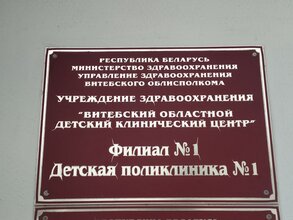 РЕСПУБЛИКА БЕЛАРУСЬ
МИНИСТЕРСТВО ЗДРАВООХРАНЕНИЯ
УПРАВЛЕНИЕ ЗДРАВООХРАНЕНИЯ
ВИТЕБСКОГО ОБЛИСПОЛКОМА
УЧРЕЖДЕНИЕ ЗДРАВООХРАНЕНИЯ
"ВИТЕБСКИЙ ОБЛАСТНОЙ
ДЕТСКИЙ КЛИНИЧЕСКИЙ ЦЕНТР"
Филиал №1
Детская поликлиника №1